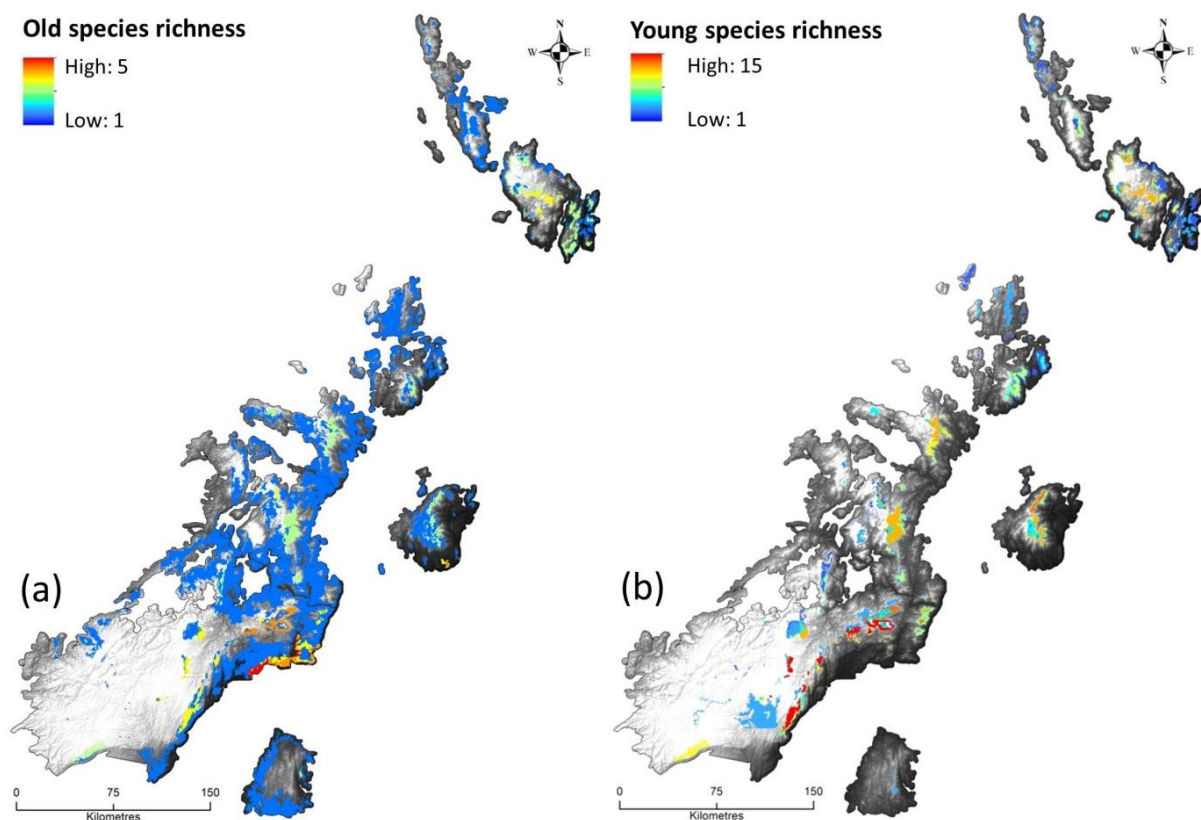 Old species richness
High: 5
Low: 1
N
W E
S
(a)
0 75 150
Kilometres
Young species richness
High: 15
Low: 1
N
W E
S
(b)
0 75 150
Kilometres